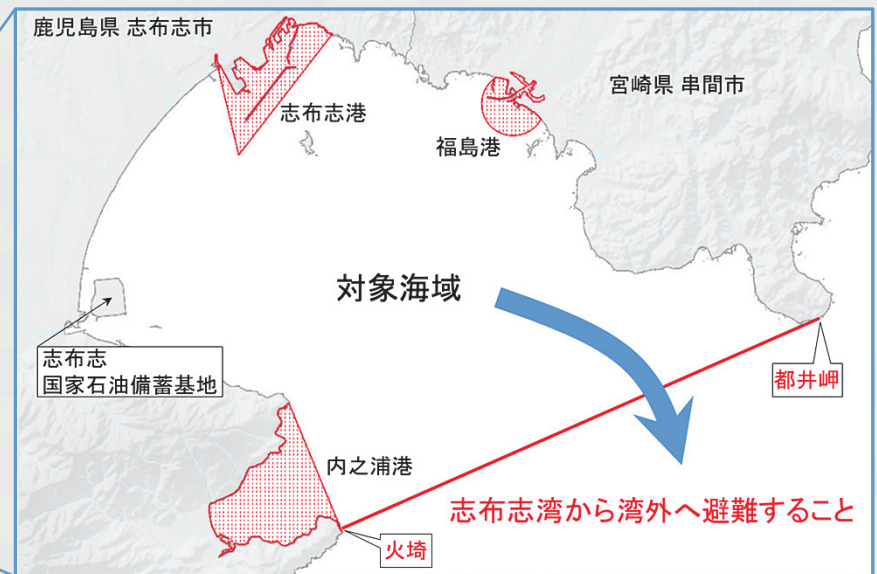 鹿児島県 志布志市
宮崎県 串間市
志布志港
福島港
対象海域
志布志
国家石油備蓄基地
都井岬
内之浦港
志布志湾から湾外へ避難すること
火埼